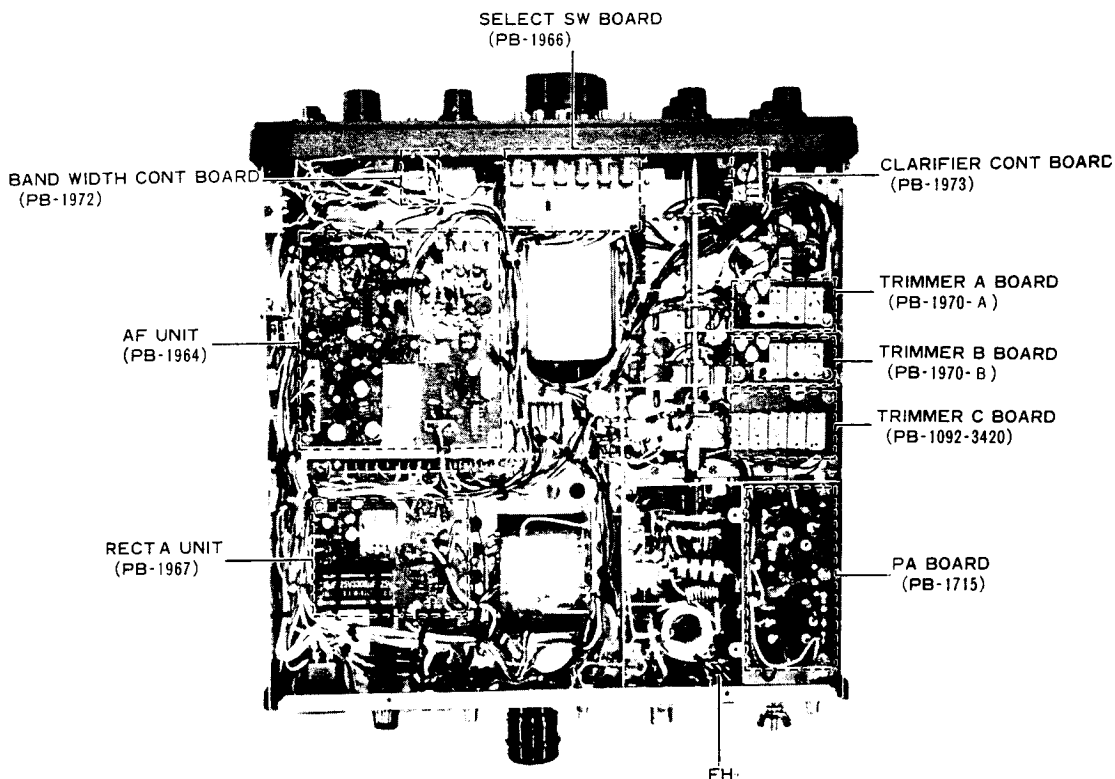 SELECT SW BOARD
(PB-1966)
BAND WIDTH CONT BOARD
(PB-1972)
CLARIFIER CONT BOARD
(PB-1973)
TRIMMER A BOARD
(PB-1970-A)
AF UNIT
(PB-1964)
TRIMMER B BOARD
(PB-1970-B)
TRIMMER C BOARD
(PB-1092-3420)
RECT A UNIT
(PB-1967)
PA BOARD
(PB-1715)
FH